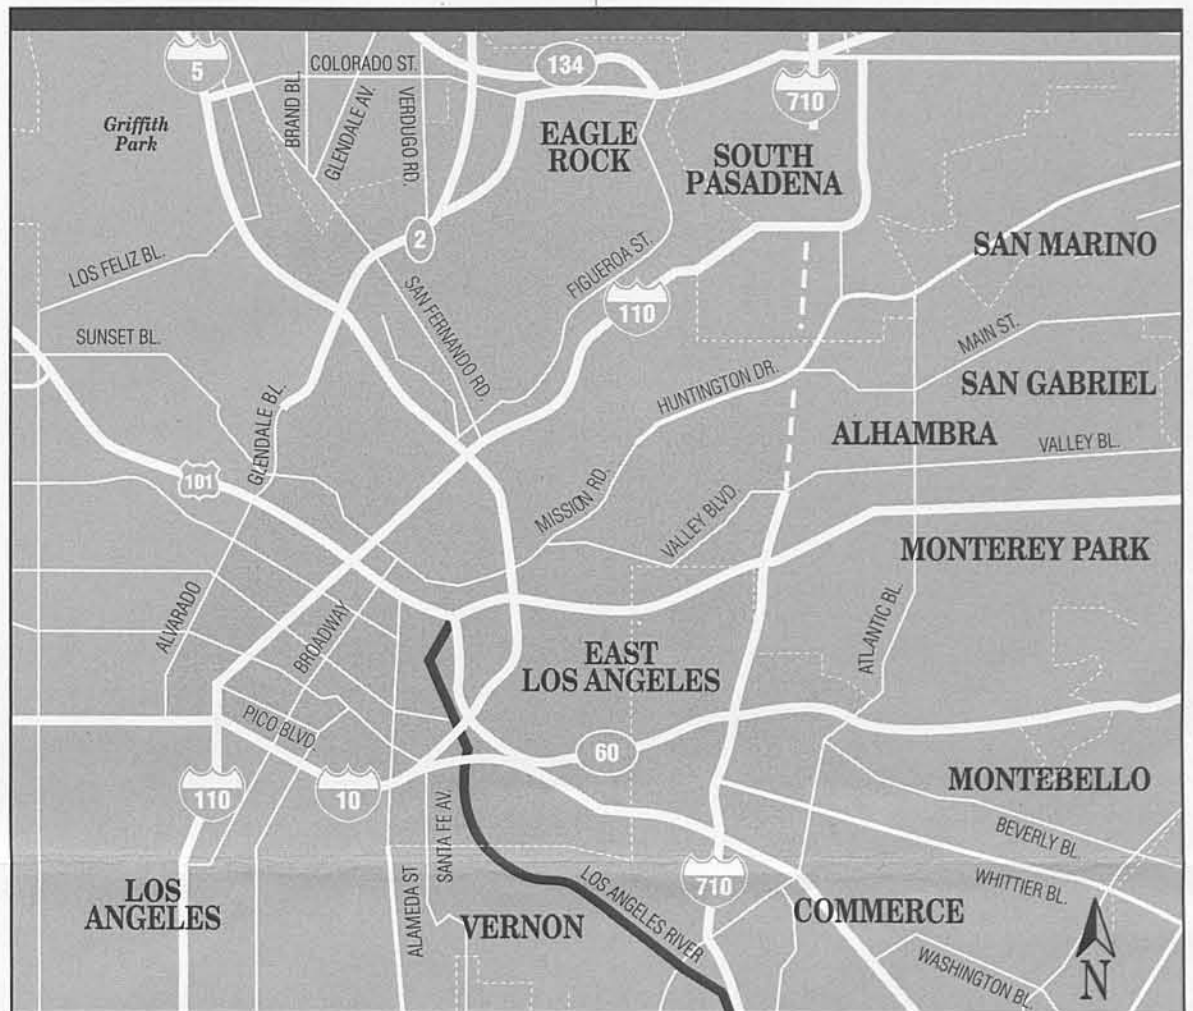 5
COLORADO ST.
134
710
BRAND BL.
GLENDALE AV.
VERDUGO RD.
Griffith
Park
EAGLE
ROCK
SOUTH
PASADENA
2
SAN MARINO
LOS FELIZ BL.
FIGUEROA ST.
SAN FERNANDO RD.
110
SUNSET BL.
MAIN ST.
HUNTINGTON DR.
SAN GABRIEL
GLENDALE BL.
ALHAMBRA
VALLEY BL.
101
MISSION RD.
VALLEY BLVD.
MONTEREY PARK
ALVARADO
BROADWAY
ATLANTIC BL.
EAST
LOS ANGELES
PICO BLVD.
60
110
10
MONTEBELLO
SANTA FE AV.
BEVERLY BL.
710
WHITTIER BL.
LOS
ANGELES
ALAMEDA ST
VERNON
LOS ANGELES RIVER
COMMERCE
WASHINGTON BL.
N